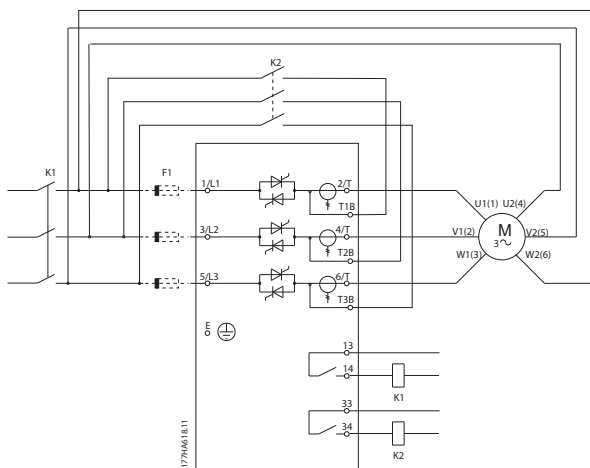 K2
K1
F1
1/L1
2/T
T1B
3/L2
4/T
T2B
5/L3
6/T
T3B
U1(1) U2(4)
V1(2)
M
3~
V2(5)
W1(3)
W2(6)
E
13
14
K1
33
34
K2
177HA618.11